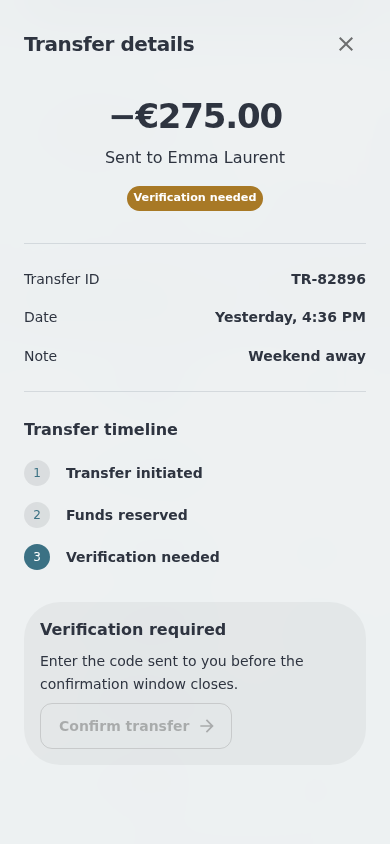 Transfer details
−€275.00
Sent to Emma Laurent
Verification needed
Transfer ID TR-82896
Date Yesterday, 4:36 PM
Note Weekend away
Transfer timeline
1 Transfer initiated
2 Funds reserved
3 Verification needed
Verification required
Enter the code sent to you before the
confirmation window closes.
Confirm transfer